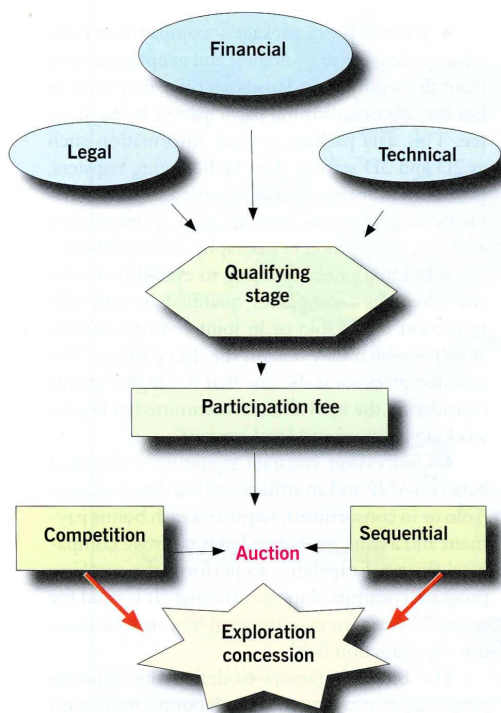 Financial
Legal
Technical
Qualifying
stage
Participation fee
Competition
Auction
Sequential
Exploration
concession